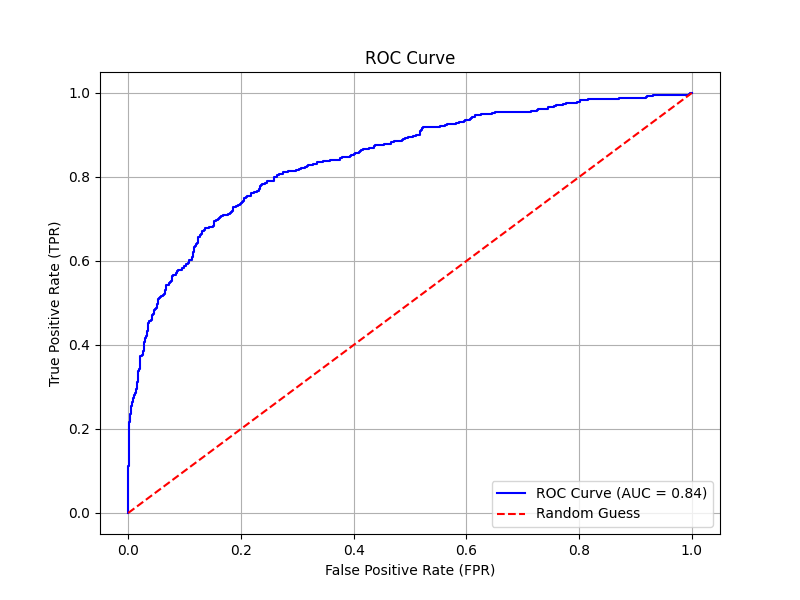 ROC Curve
True Positive Rate (TPR)
1.0
0.8
0.6
0.4
0.2
0.0
ROC Curve (AUC = 0.84)
Random Guess
0.0 0.2 0.4 0.6 0.8 1.0
False Positive Rate (FPR)